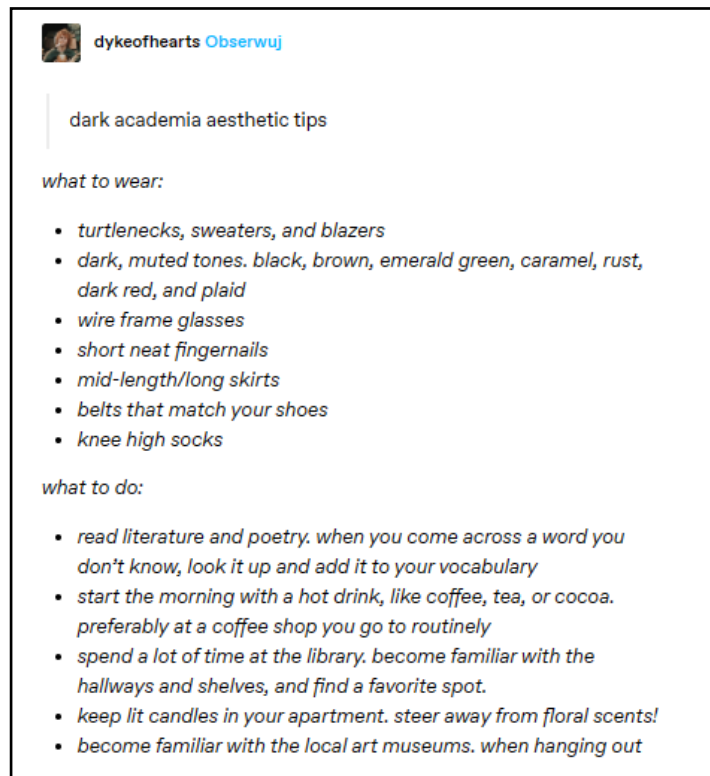 dykeofhearts Obserwuj
dark academia aesthetic tips
what to wear:
• turtlenecks, sweaters, and blazers
• dark, muted tones. black, brown, emerald green, caramel, rust,
dark red, and plaid
• wire frame glasses
• short neat fingernails
• mid-length/long skirts
• belts that match your shoes
• knee high socks
what to do:
• read literature and poetry. when you come across a word you
don’t know, look it up and add it to your vocabulary
• start the morning with a hot drink, like coffee, tea, or cocoa.
preferably at a coffee shop you go to routinely
• spend a lot of time at the library. become familiar with the
hallways and shelves, and find a favorite spot.
• keep lit candles in your apartment. steer away from floral scents!
• become familiar with the local art museums. when hanging out